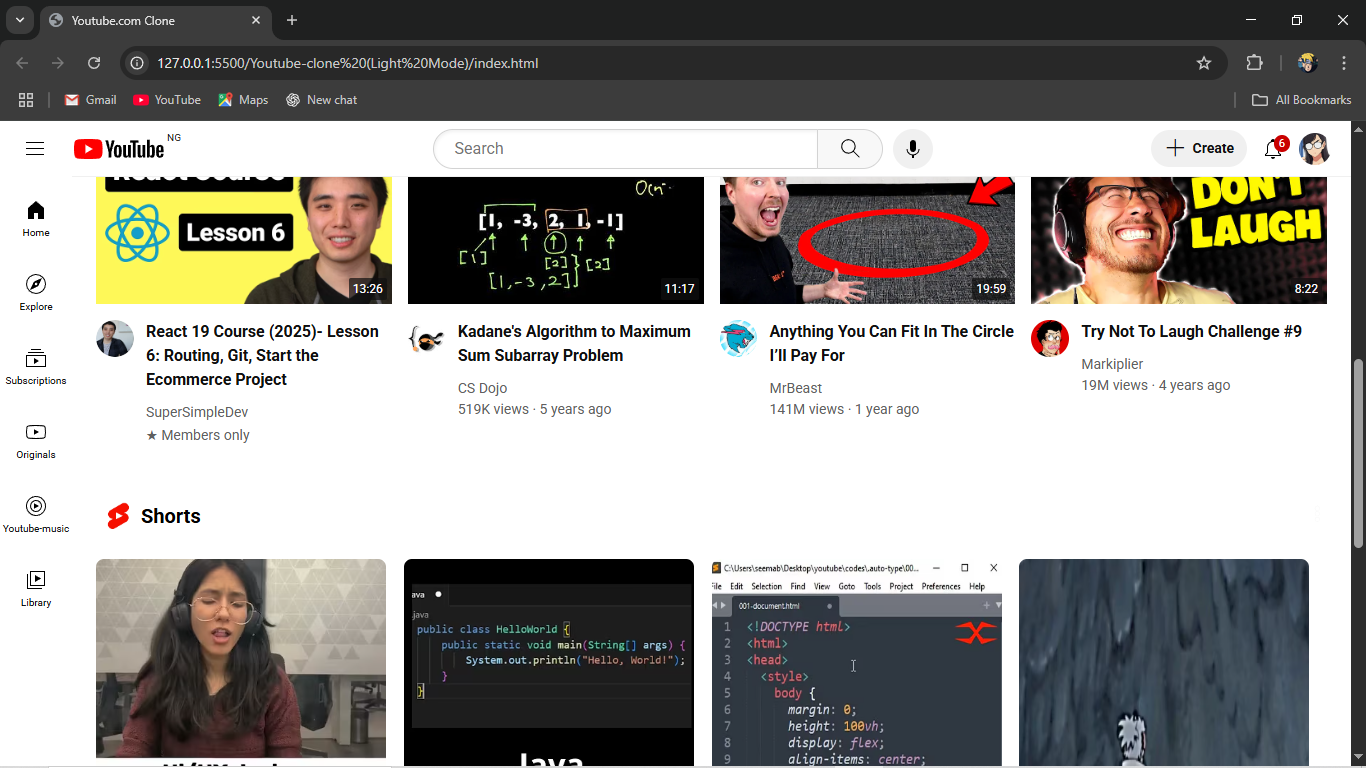 Youtube.com Clone
127.0.0.1:5500/Youtube-clone%20(Light%20Mode)/index.html
Gmail YouTube Maps New chat All Bookmarks
YouTube NG
Search
Create
6
Home
Explore
Subscriptions
Originals
Youtube-music
Library
Lesson 6
13:26
O(n
[1, -3, 2, 1, -1]
[1] [2] [2]
[1, -3, 2]
11:17
19:59
DON'T
LAUGH
8:22
React 19 Course (2025)- Lesson
6: Routing, Git, Start the
Ecommerce Project
SuperSimpleDev
★ Members only
Kadane's Algorithm to Maximum
Sum Subarray Problem
CS Dojo
519K views · 5 years ago
Anything You Can Fit In The Circle
I’ll Pay For
MrBeast
141M views · 1 year ago
Try Not To Laugh Challenge #9
Markiplier
19M views · 4 years ago
Shorts
ava
.java
public class HelloWorld {
public static void main(String[] args) {
System.out.println("Hello, World!");
}
}
Java
C:\Users\seemab\Desktop\youtube\codes\.auto-type\00...
File Edit Selection Find View Goto Tools Project Preferences Help
001-document.html
1 <!DOCTYPE html>
2 <html>
3 <head>
4 <style>
5 body {
6 margin: 0;
7 height: 100vh;
8 display: flex;
9 align-items: center;